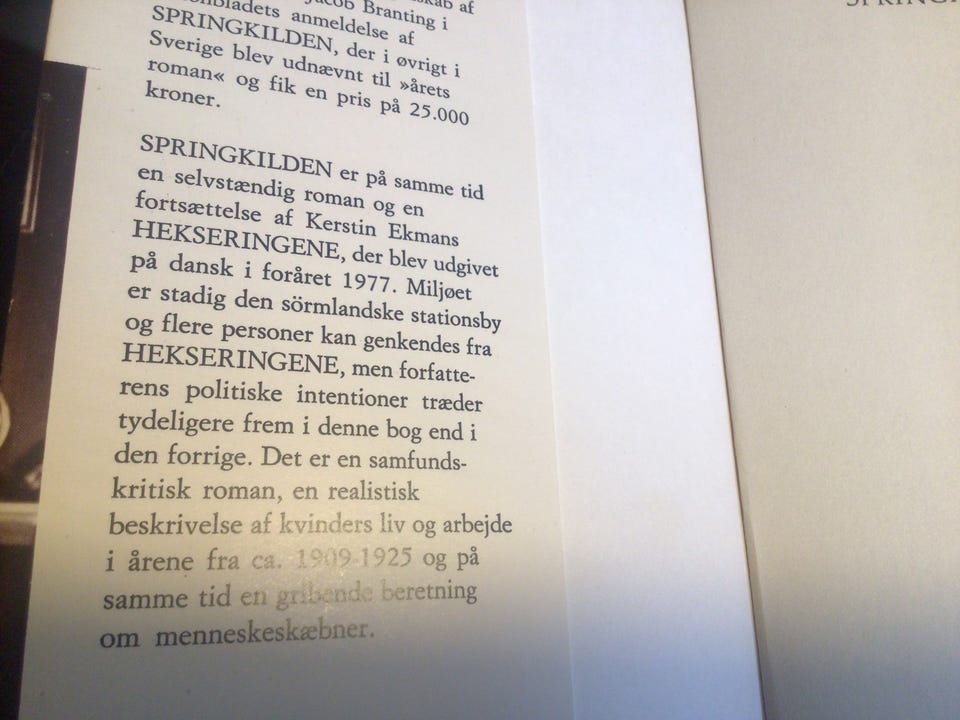 Jacob Branting i
anmeldelse af
SPRINGKILDEN, der i øvrigt i
Sverige blev udnævnt til »årets
roman« og fik en pris på 25.000
kroner.
SPRINGKILDEN er på samme tid
en selvstændig roman og en
fortsættelse af Kerstin Ekmans
HEKSERINGENE, der blev udgivet
på dansk i foråret 1977. Miljøet
er stadig den sörmlandske stationsby
og flere personer kan genkendes fra
HEKSERINGENE, men forfatte-
rens politiske intentioner træder
tydeligere frem i denne bog end i
den forrige. Det er en samfunds-
kritisk roman, en realistisk
beskrivelse af kvinders liv og arbejde
i årene fra ca. 1909-1925 og på
samme tid en gribende beretning
om menneskeskæbner.